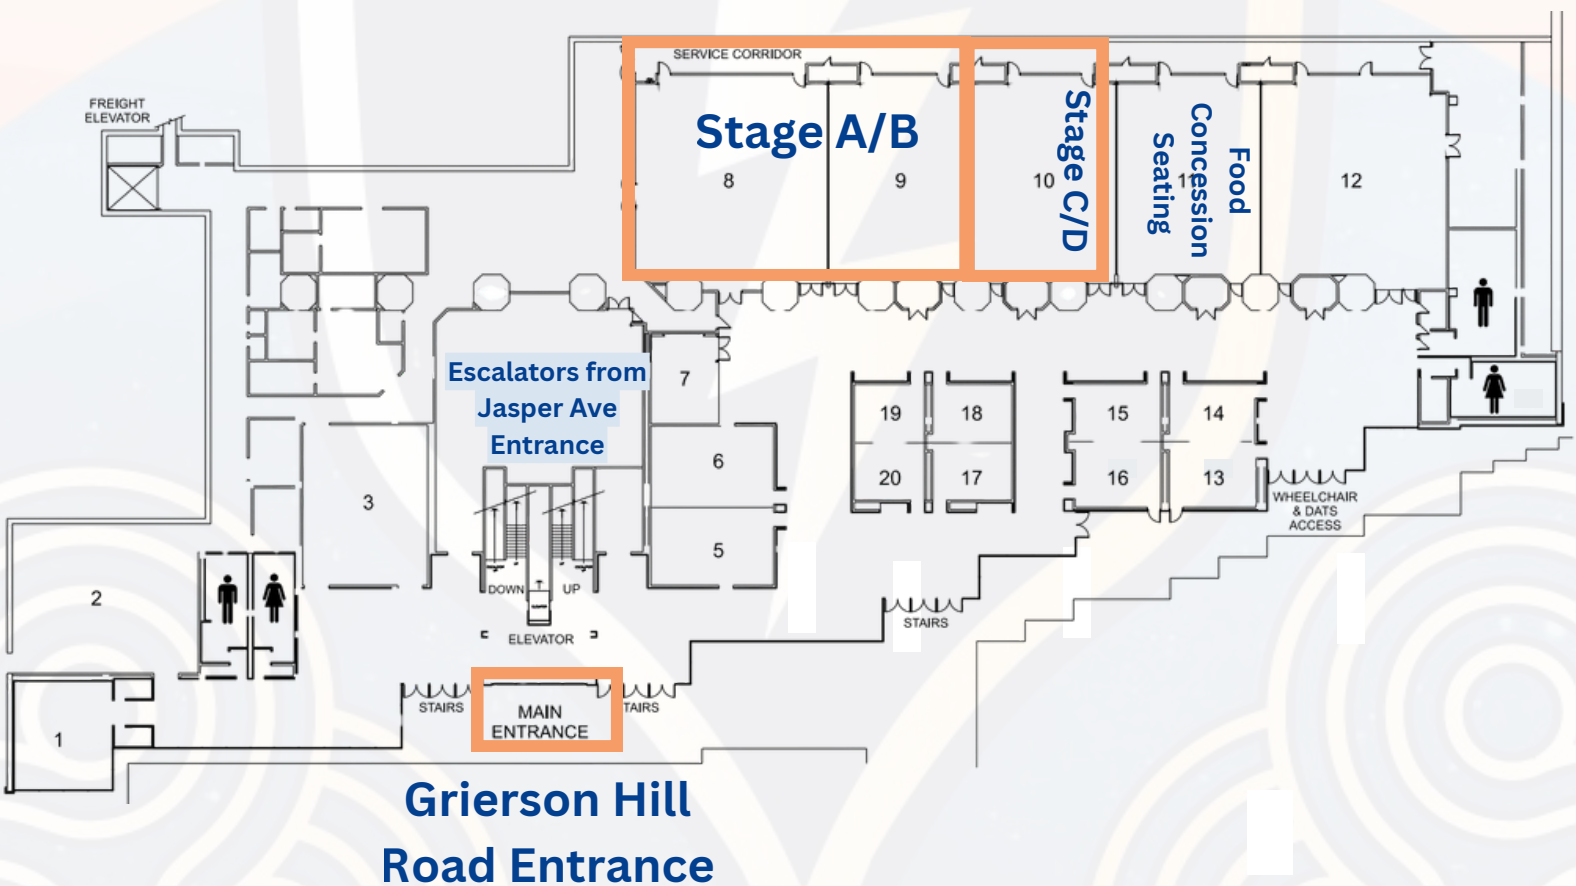 SERVICE CORRIDOR
FREIGHT
ELEVATOR
Stage A/B
Stage C/D
Food
Concession
Seating
8
9
10
11
12
Escalators from
Jasper Ave
Entrance
7
6
5
3
2
1
19
18
20
17
15
14
16
13
WHEELCHAIR
& DATS
ACCESS
DOWN
UP
ELEVATOR
STAIRS
STAIRS
TAIRS
MAIN
ENTRANCE
Grierson Hill
Road Entrance